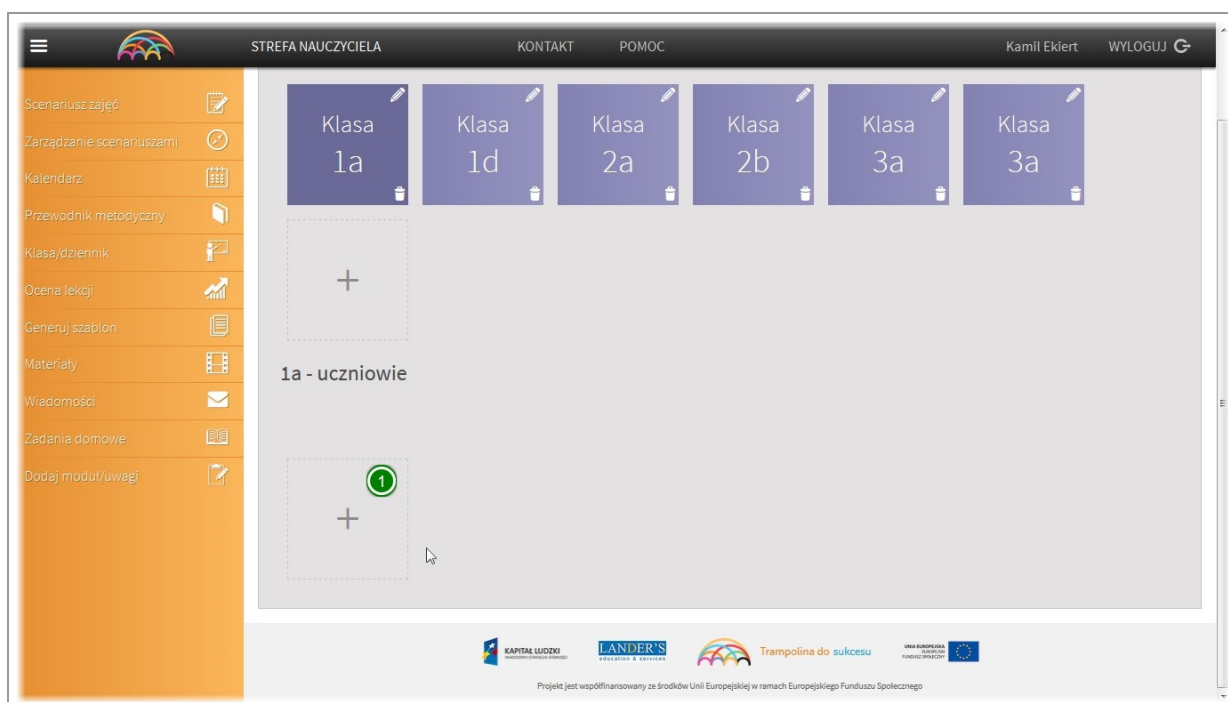 STREFA NAUCZYCIELA KONTAKT POMOC Kamil Ekiert WYLOGUJ
Scenariusz zajęć
Zarządzanie scenariuszami
Kalendarz
Przewodnik metodyczny
Klasa/dziennik
Ocena lekcji
Generuj szablon
Materiały
Wiadomości
Zadania domowe
Dodaj moduł/uwagi
Klasa 1a
Klasa 1d
Klasa 2a
Klasa 2b
Klasa 3a
Klasa 3a
+
1a - uczniowie
1
+
KAPITAŁ LUDZKI
LANDER'S
education & services
Trampolina do sukcesu
UNIA EUROPEJSKA
EUROPEJSKI
FUNDUSZ SPOŁECZNY
Projekt jest współfinansowany ze środków Unii Europejskiej w ramach Europejskiego Funduszu Społecznego